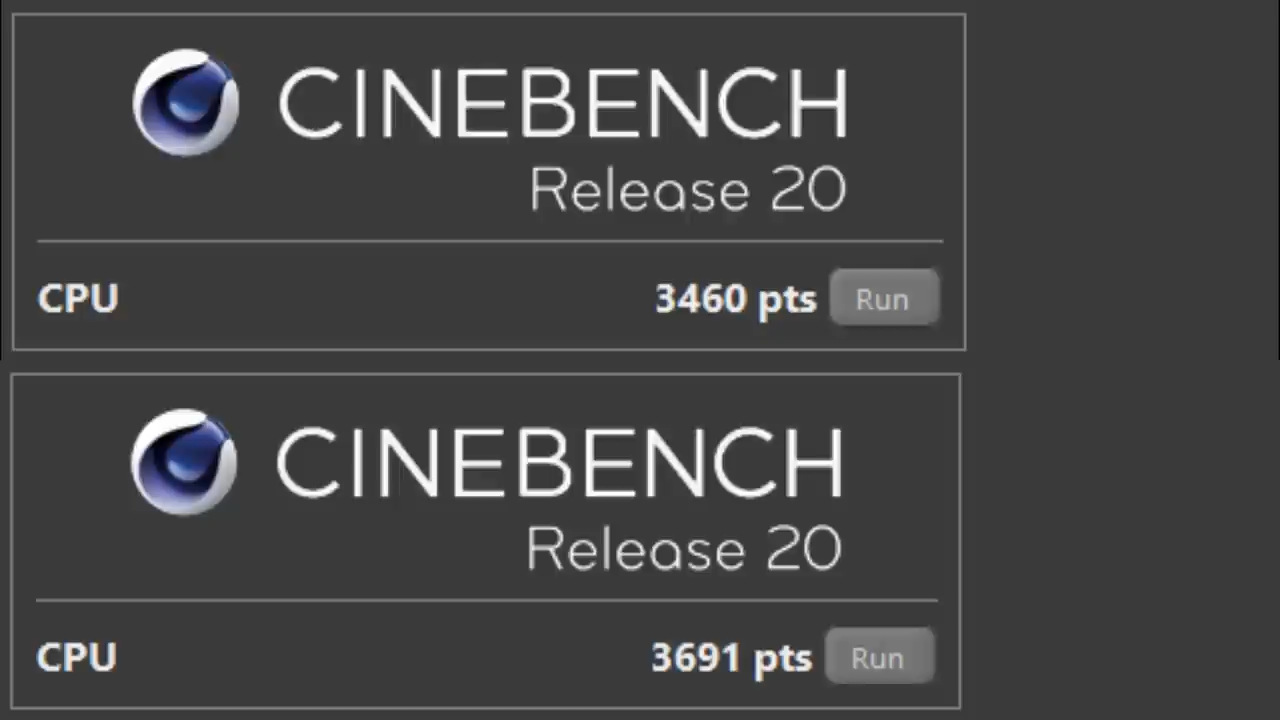 CINEBENCH
Release 20
CPU 3460 pts Run
CINEBENCH
Release 20
CPU 3691 pts Run